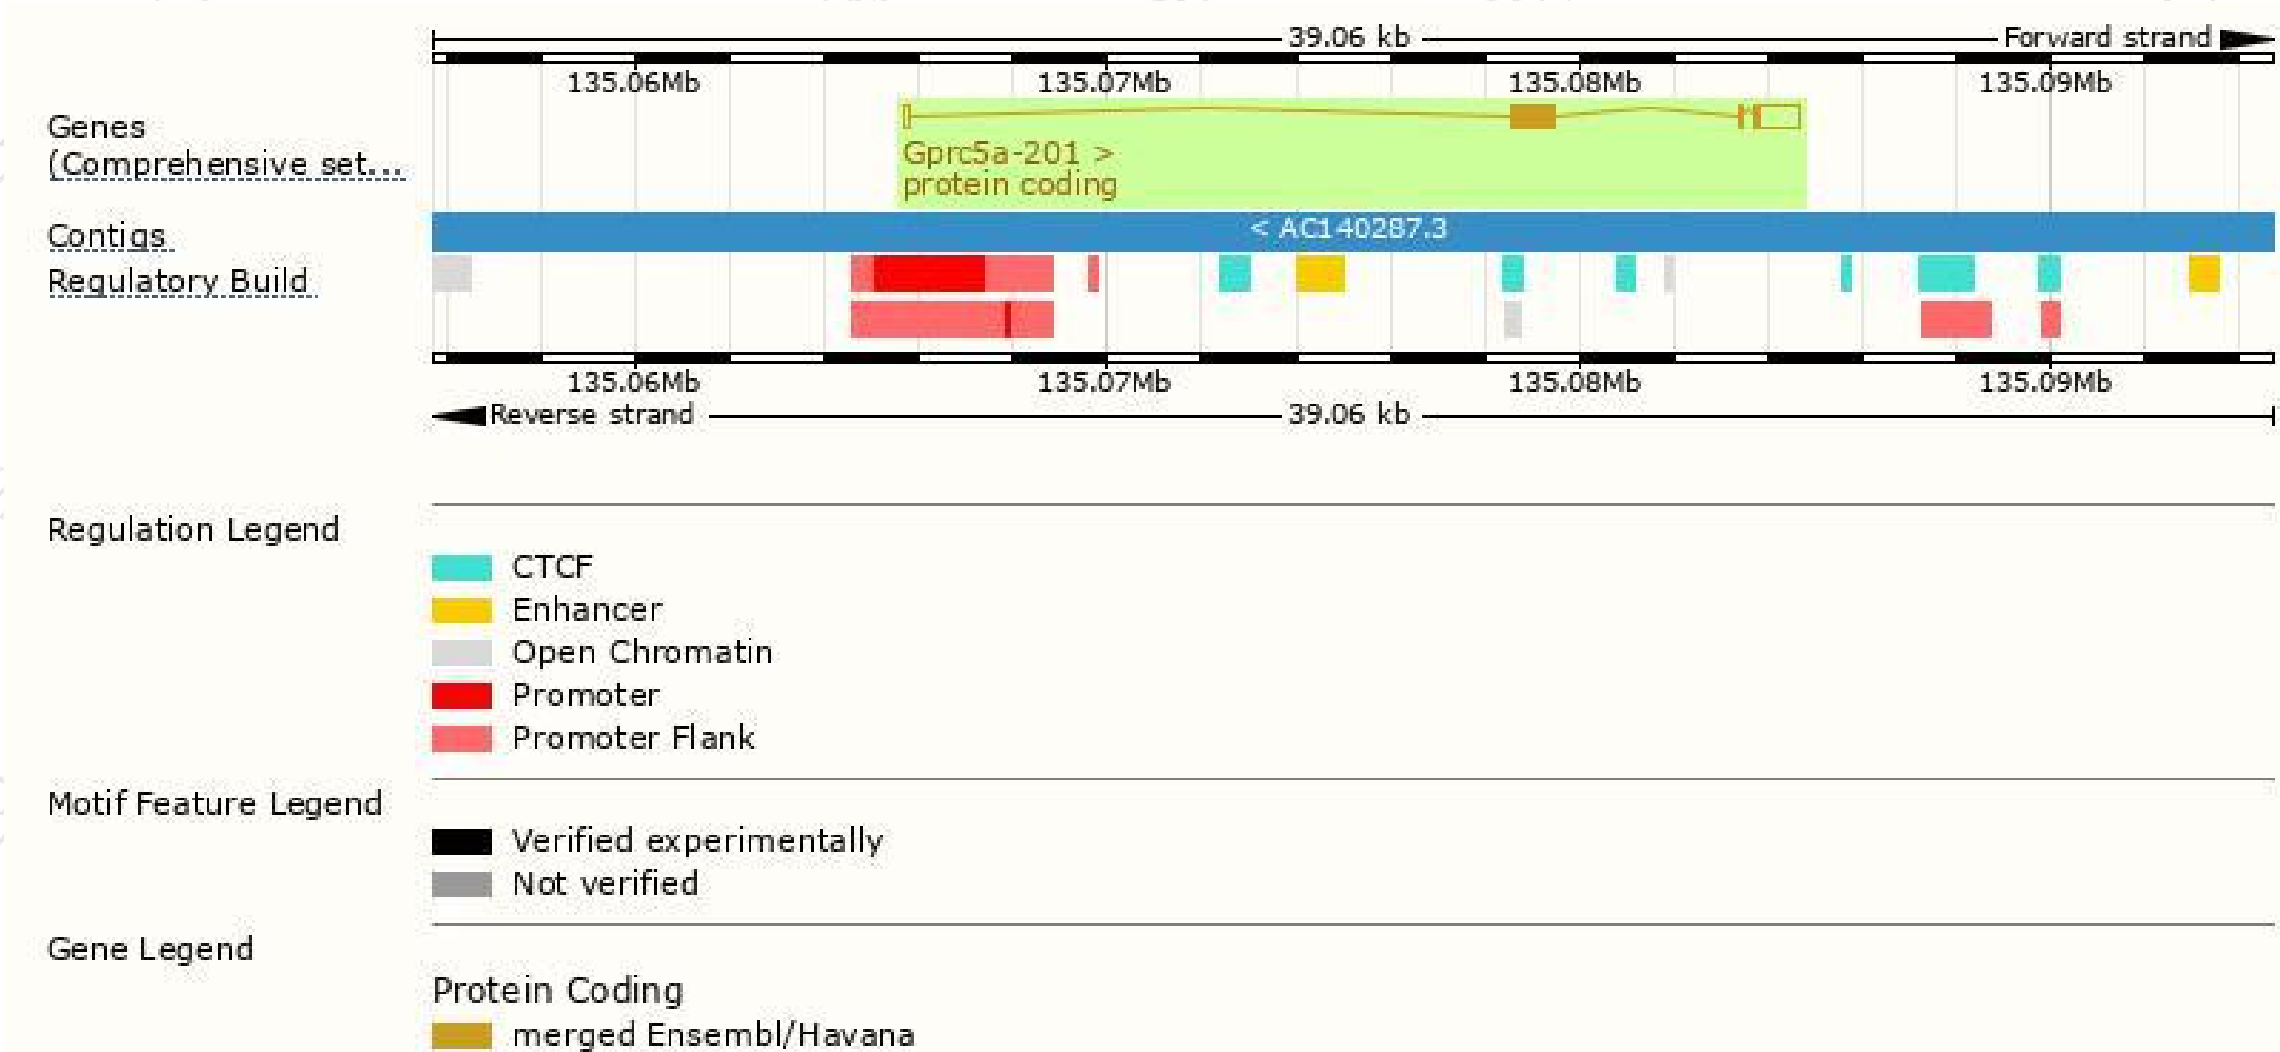 39.06 kb Forward strand
135.06Mb 135.07Mb 135.08Mb 135.09Mb
Genes
(Comprehensive set...
Gprc5a-201 >
protein coding
Contigs < AC140287.3
Regulatory Build
135.06Mb 135.07Mb 135.08Mb 135.09Mb
Reverse strand 39.06 kb
Regulation Legend
CTCF
Enhancer
Open Chromatin
Promoter
Promoter Flank
Motif Feature Legend
Verified experimentally
Not verified
Gene Legend
Protein Coding
merged Ensembl/Havana